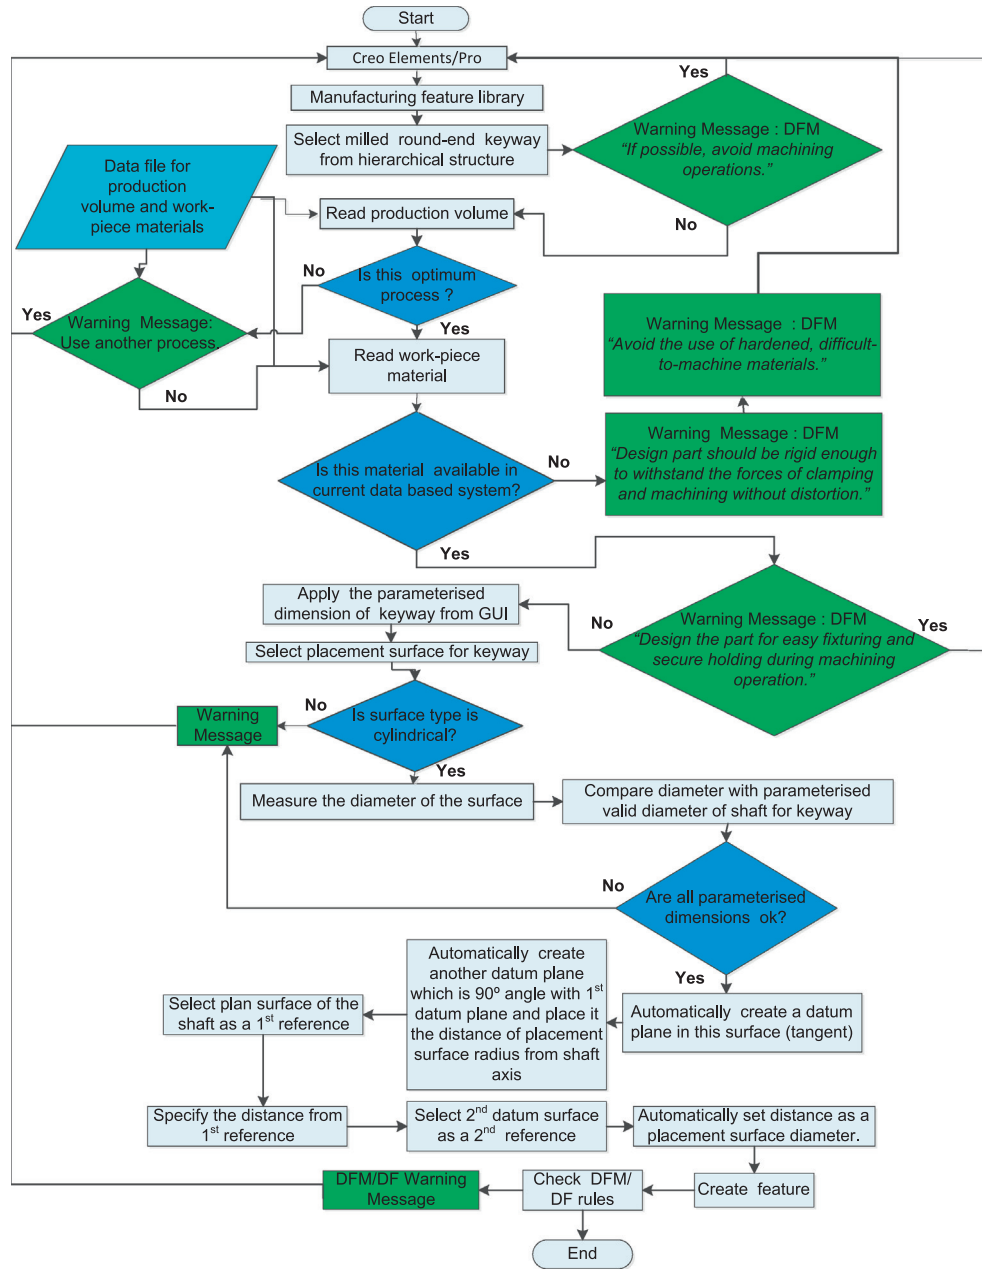 Start
Creo Elements/Pro
Yes
Manufacturing feature library
Warning Message : DFM
"If possible, avoid machining
operations."
Select milled round-end keyway
from hierarchical structure
Data file for
production
volume and work-
piece materials
Read production volume
No
No
Is this optimum
process ?
Yes
Warning Message:
Use another process.
Yes
Warning Message : DFM
"Avoid the use of hardened, difficult-
to-machine materials."
Read work-piece
material
No
Warning Message : DFM
"Design part should be rigid enough
to withstand the forces of clamping
and machining without distortion."
Is this material available in
current data based system?
No
Yes
Apply the parameterised
dimension of keyway from GUI
No
Warning Message : DFM
"Design the part for easy fixturing and
secure holding during machining
operation."
Yes
Select placement surface for keyway
Warning
Message
No
Is surface type is
cylindrical?
Yes
Measure the diameter of the surface
Compare diameter with parameterised
valid diameter of shaft for keyway
No
Are all parameterised
dimensions ok?
Yes
Automatically create
another datum plane
which is 90º angle with 1st
datum plane and place it
the distance of placement
surface radius from shaft
axis
Select plan surface of the
shaft as a 1st reference
Automatically create a datum
plane in this surface (tangent)
Specify the distance from
1st reference
Select 2nd datum surface
as a 2nd reference
Automatically set distance as a
placement surface diameter.
DFM/DF Warning
Message
Check DFM/
DF rules
Create feature
End